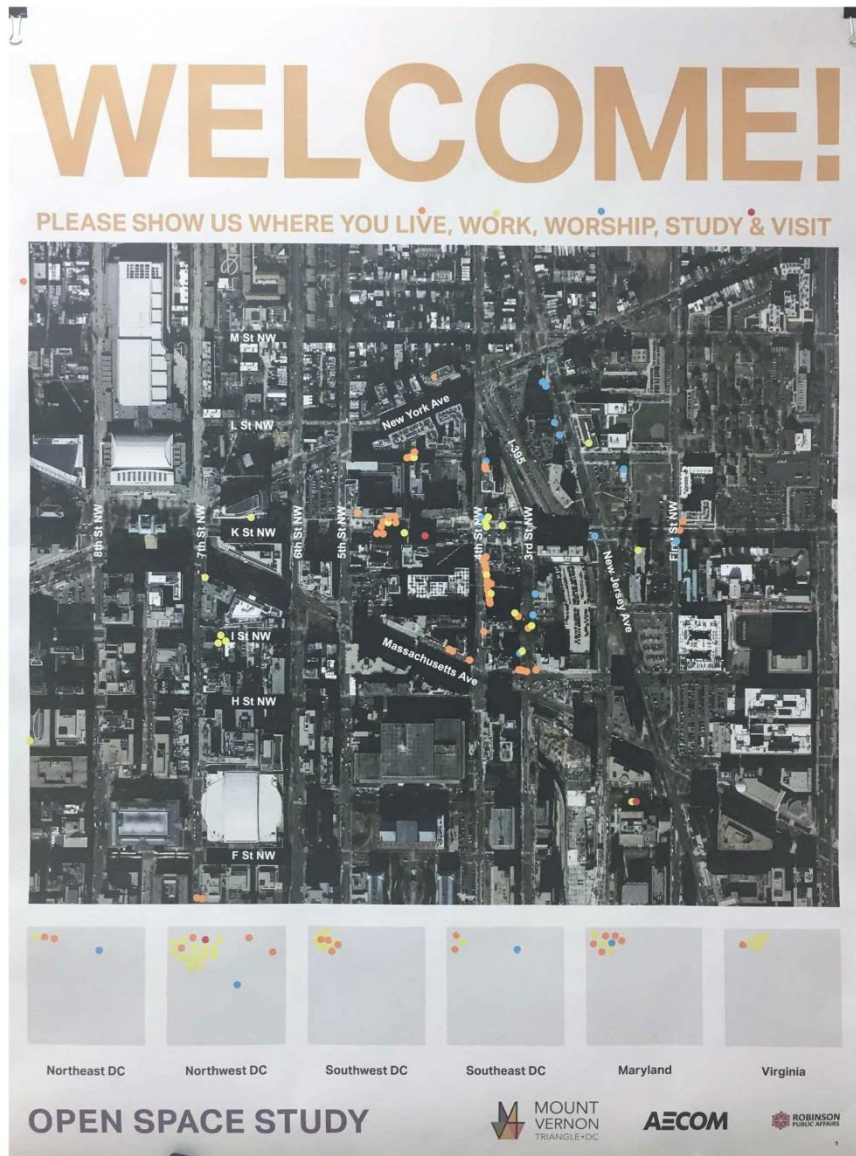 WELCOME!
PLEASE SHOW US WHERE YOU LIVE, WORK, WORSHIP, STUDY & VISIT
M St NW
New York Ave
L St NW
I-395
8th St NW
7th St NW
K St NW
6th St NW
5th St NW
4th St NW
3rd St NW
First St NW
New Jersey Ave
I St NW
Massachusetts Ave
H St NW
F St NW
Northeast DC
Northwest DC
Southwest DC
Southeast DC
Maryland
Virginia
OPEN SPACE STUDY
MOUNT
VERNON
TRIANGLE•DC
AECOM
ROBINSON
PUBLIC AFFAIRS
1